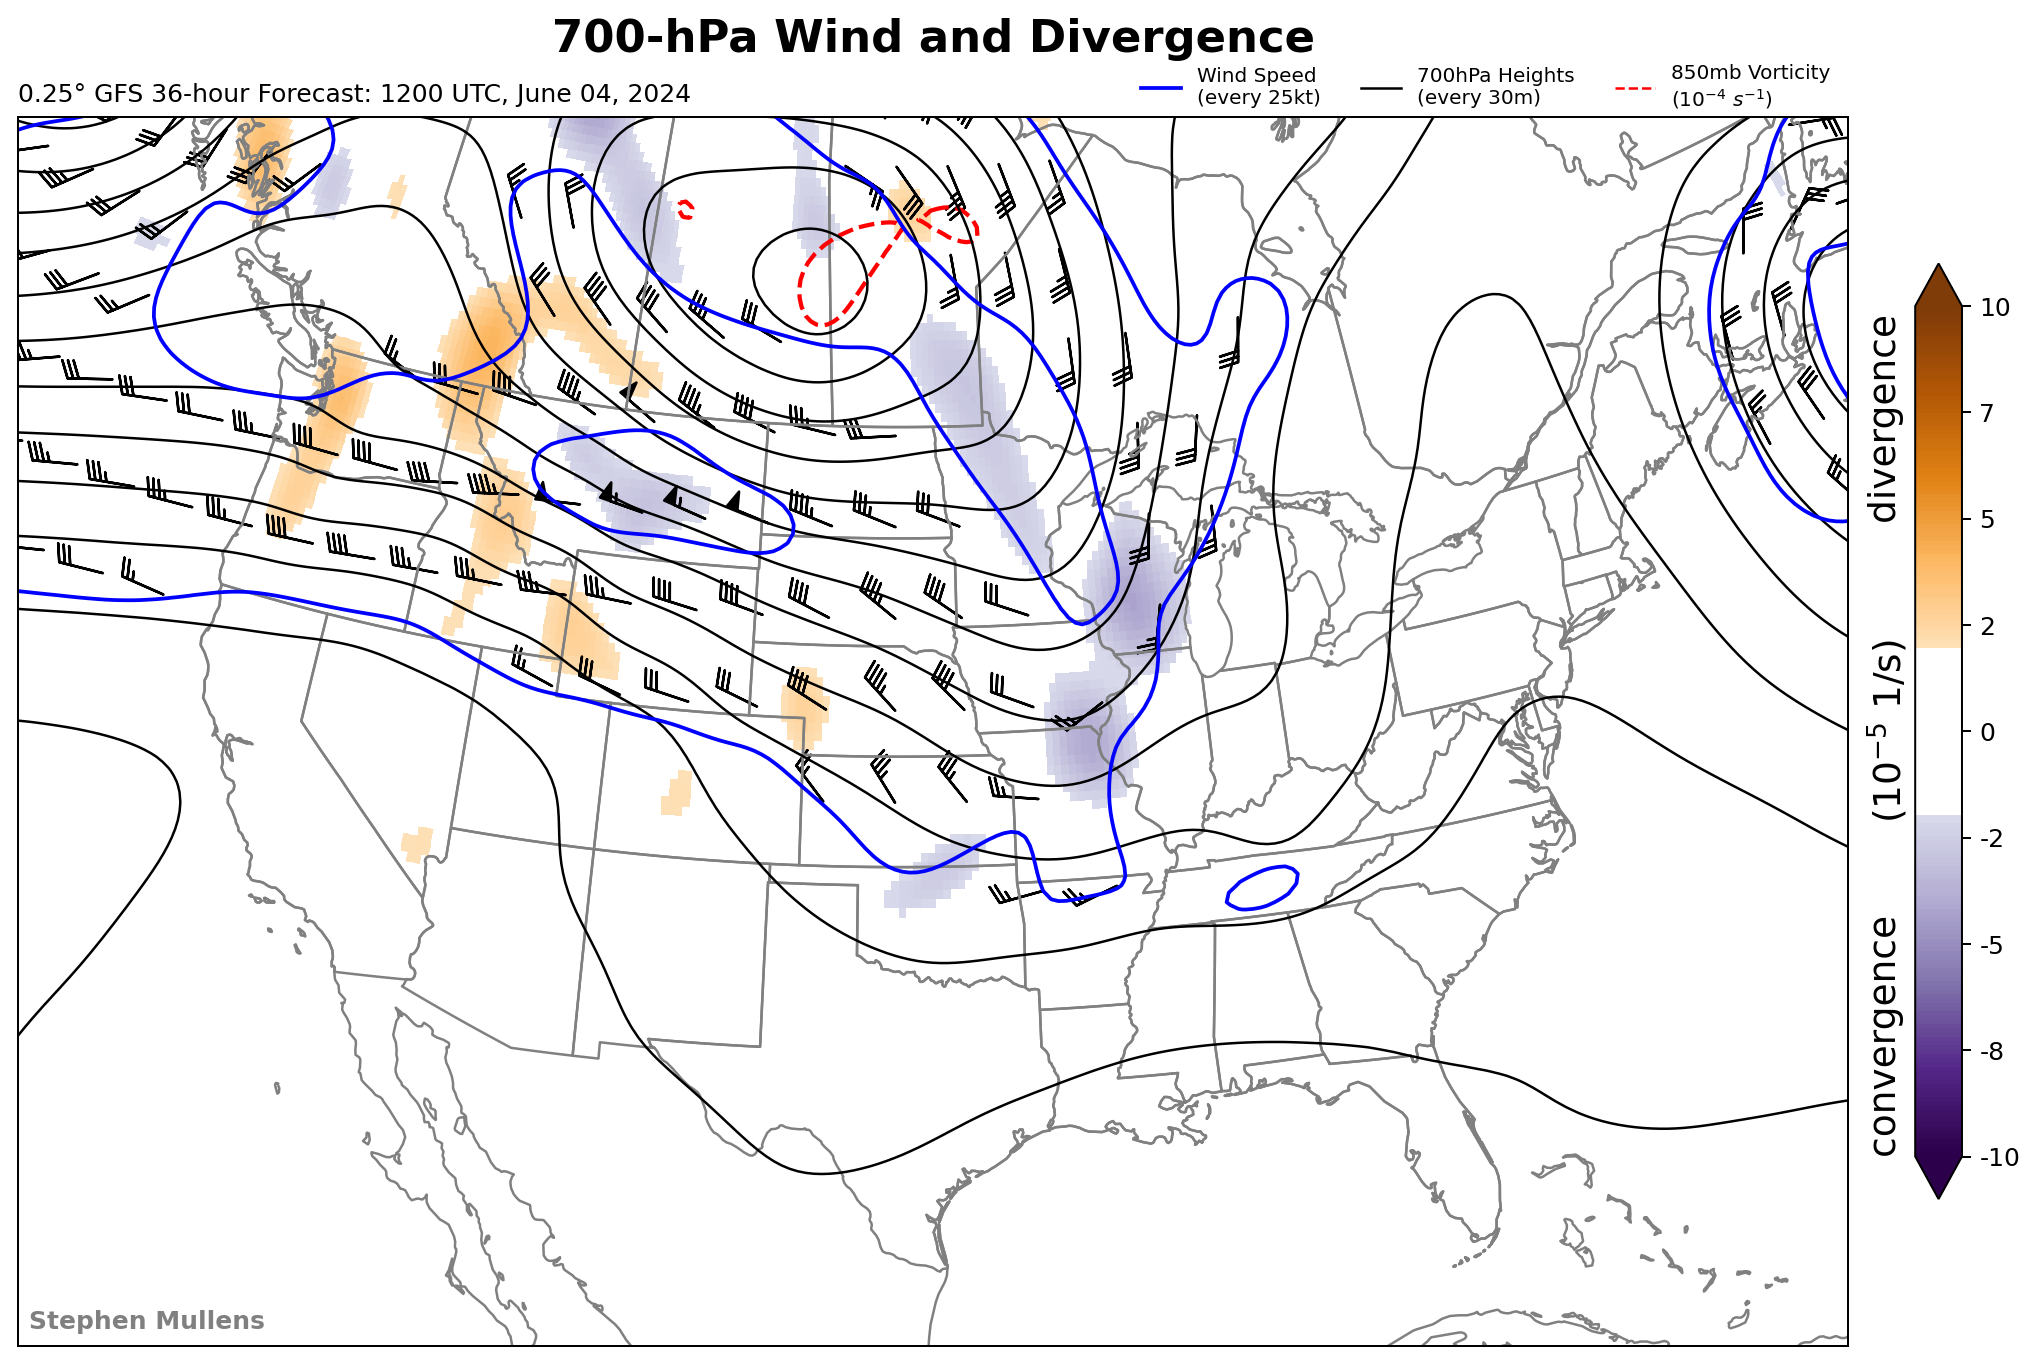 700-hPa Wind and Divergence
0.25° GFS 36-hour Forecast: 1200 UTC, June 04, 2024
Wind Speed
(every 25kt)
700hPa Heights
(every 30m)
850mb Vorticity
(10⁻⁴ s⁻¹)
10
7
5
2
0
-2
-5
-8
-10
convergence (10⁻⁵ 1/s) divergence
Stephen Mullens